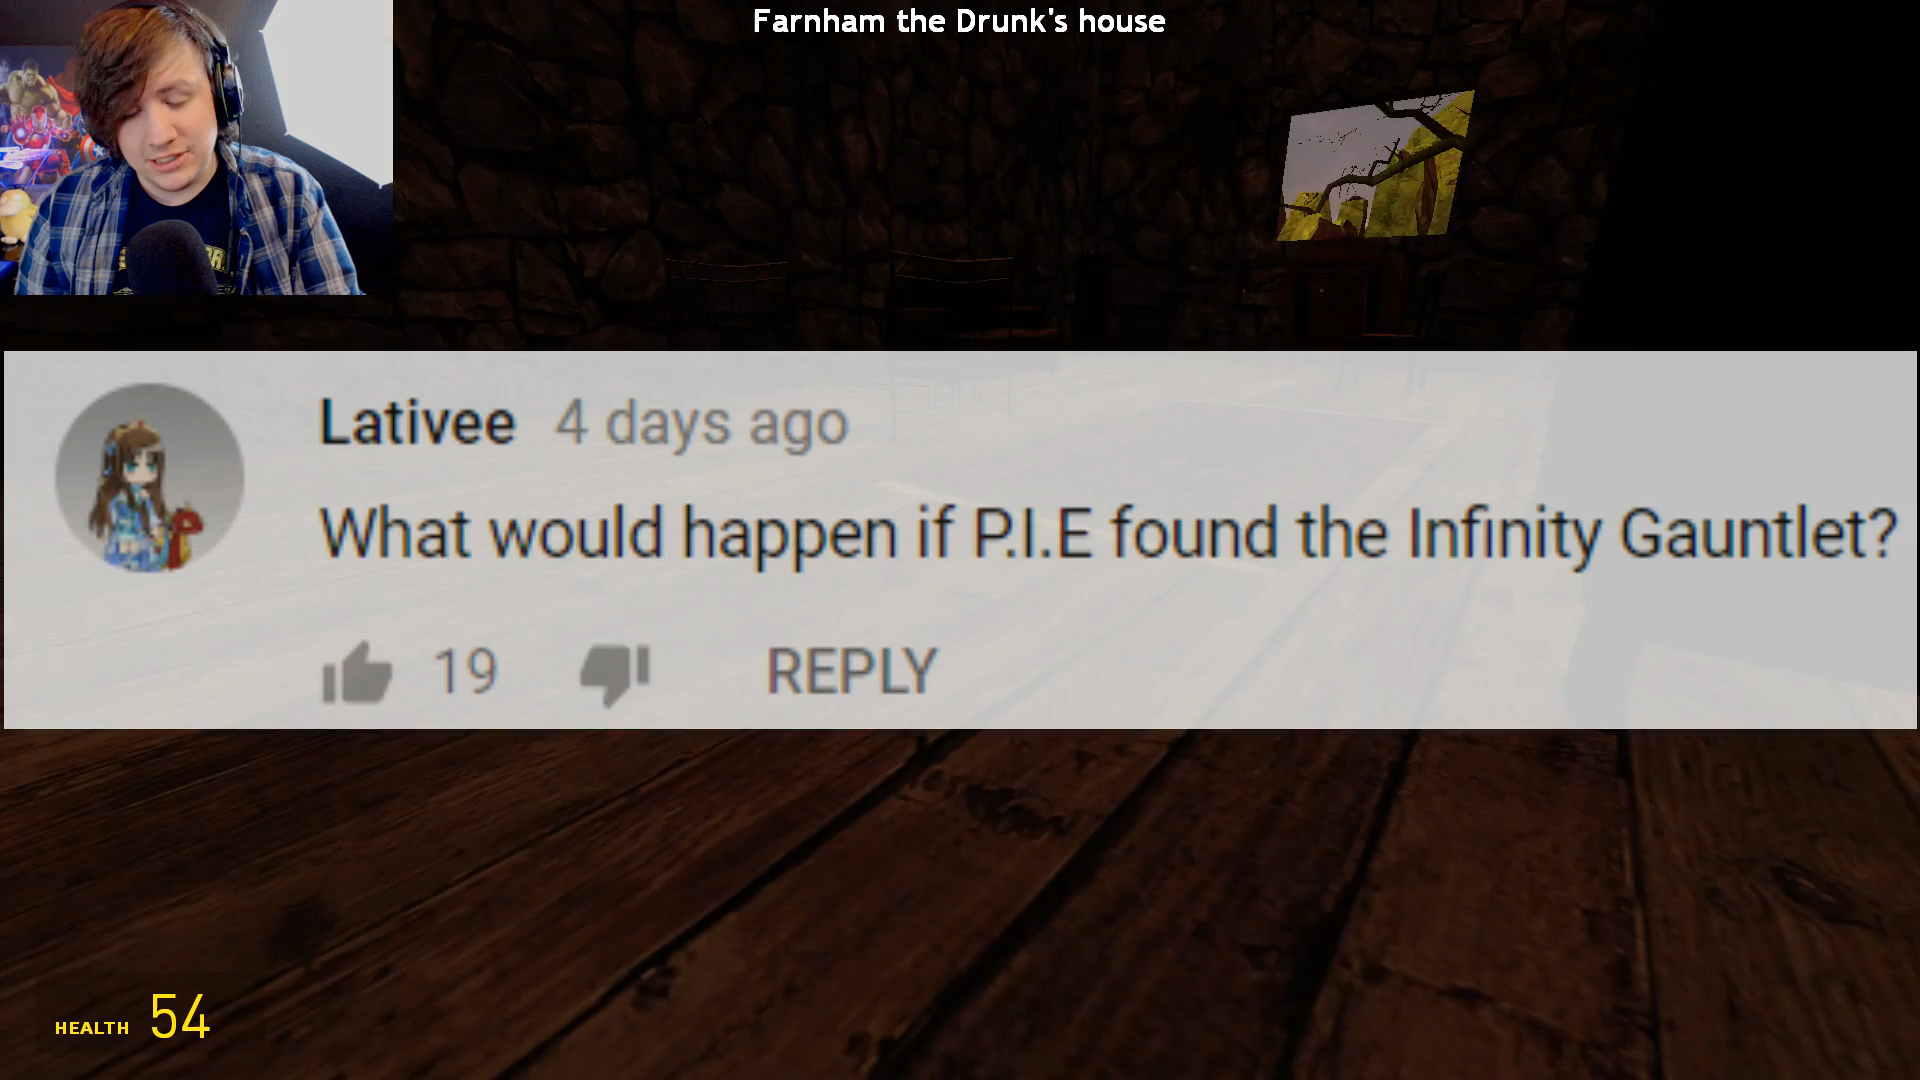 Farnham the Drunk's house
Lativee 4 days ago
What would happen if P.I.E found the Infinity Gauntlet?
19 REPLY
HEALTH 54